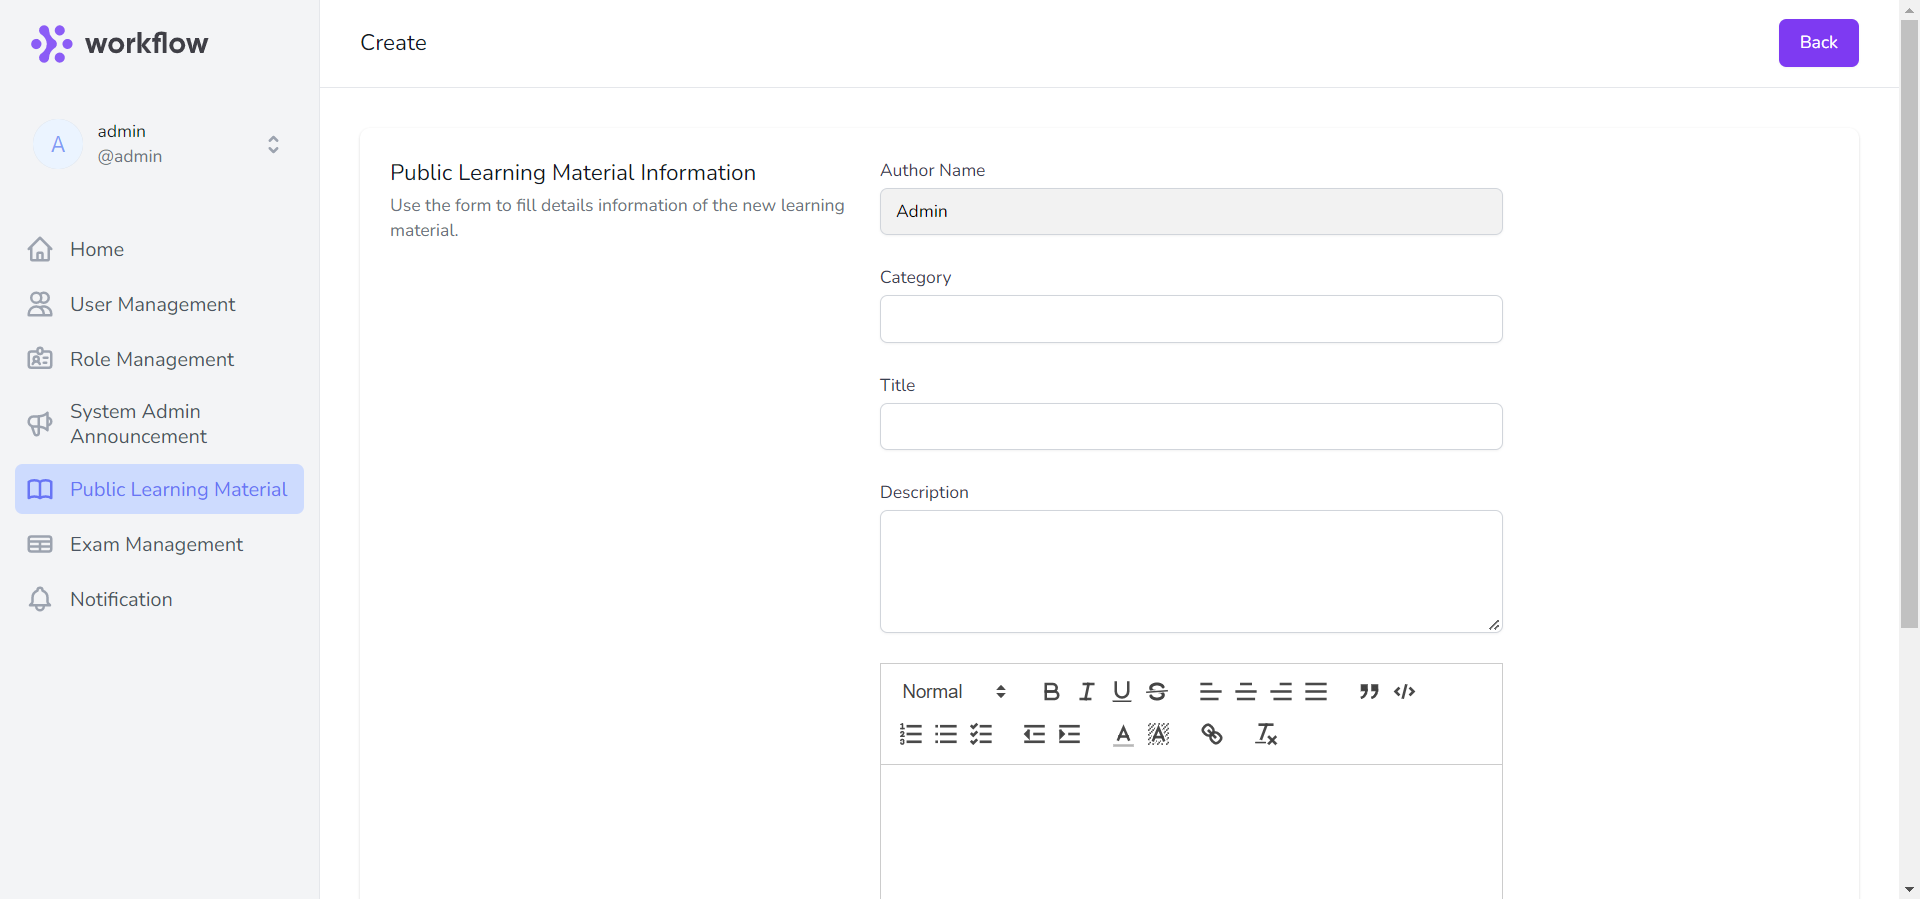 workflow
Create
Back
A
admin
@admin
Home
User Management
Role Management
System Admin
Announcement
Public Learning Material
Exam Management
Notification
Public Learning Material Information
Use the form to fill details information of the new learning
material.
Author Name
Admin
Category
Title
Description
Normal